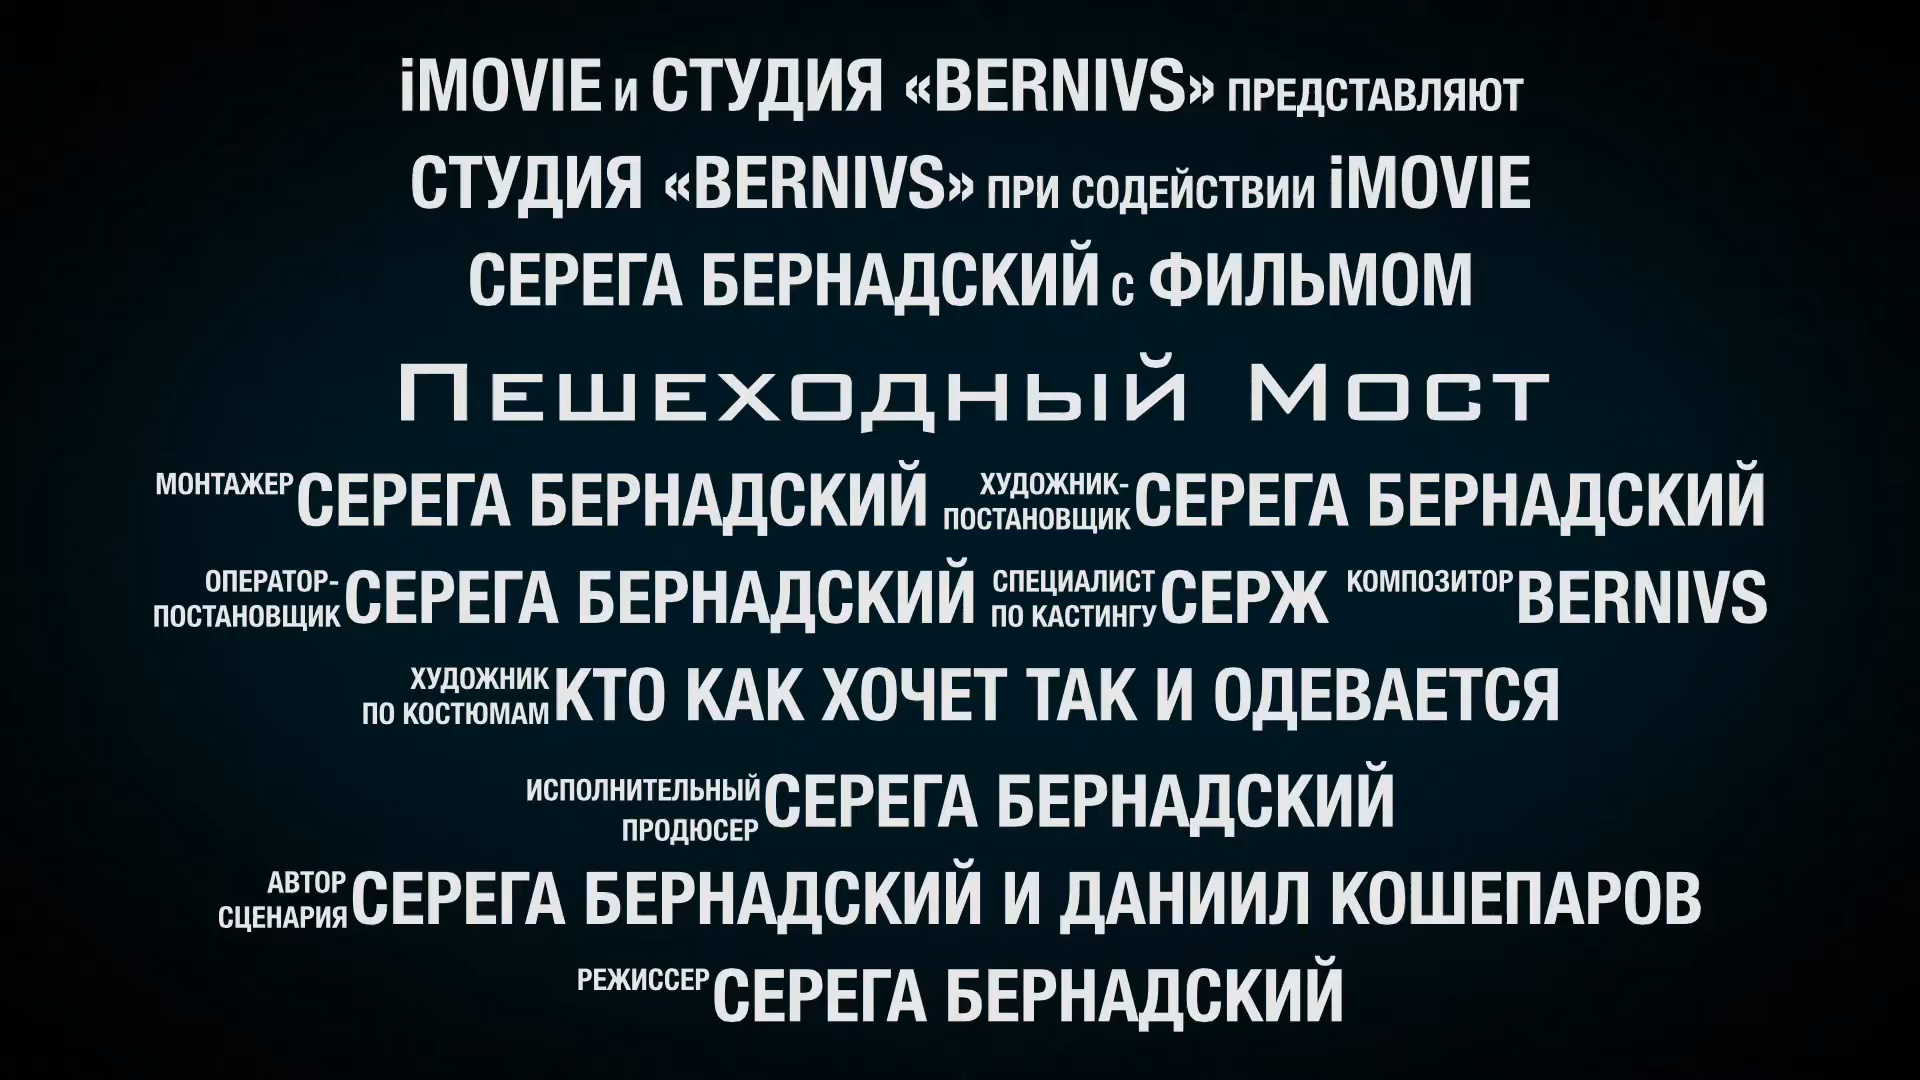 iMOVIE и СТУДИЯ «BERNIVS» ПРЕДСТАВЛЯЮТ
СТУДИЯ «BERNIVS» ПРИ СОДЕЙСТВИИ iMOVIE
СЕРЕГА БЕРНАДСКИЙ С ФИЛЬМОМ
ПЕШЕХОДНЫЙ МОСТ
МОНТАЖЕР СЕРЕГА БЕРНАДСКИЙ ХУДОЖНИК-ПОСТАНОВЩИК СЕРЕГА БЕРНАДСКИЙ
ОПЕРАТОР-ПОСТАНОВЩИК СЕРЕГА БЕРНАДСКИЙ СПЕЦИАЛИСТ ПО КАСТИНГУ СЕРЖ КОМПОЗИТОР BERNIVS
ХУДОЖНИК ПО КОСТЮМАМ КТО КАК ХОЧЕТ ТАК И ОДЕВАЕТСЯ
ИСПОЛНИТЕЛЬНЫЙ ПРОДЮСЕР СЕРЕГА БЕРНАДСКИЙ
АВТОР СЦЕНАРИЯ СЕРЕГА БЕРНАДСКИЙ И ДАНИИЛ КОШЕПАРОВ
РЕЖИССЕР СЕРЕГА БЕРНАДСКИЙ